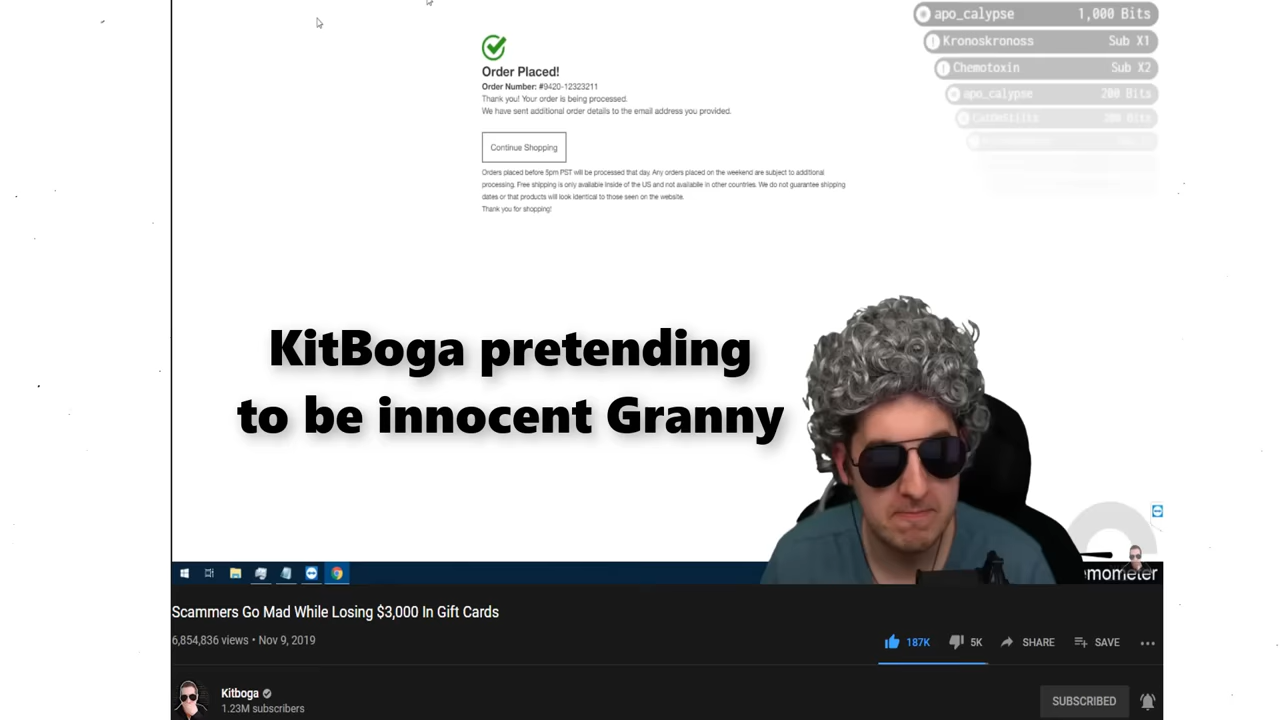 apo_calypse 1,000 Bits
Kronoskronoss Sub X1
Chemotoxin Sub X2
apo_calypse 200 Bits
Order Placed!
Order Number: #9420-12323211
Thank you! Your order is being processed.
We have sent additional order details to the email address you provided.
Continue Shopping
Orders placed before 5pm PST will be processed that day. Any orders placed on the weekend are subject to additional
processing. Free shipping is only available inside of the US and not available in other countries. We do not guarantee shipping
dates or that products will look identical to those seen on the website.
Thank you for shopping!
KitBoga pretending
to be innocent Granny
mometer
Scammers Go Mad While Losing $3,000 In Gift Cards
6,854,836 views • Nov 9, 2019
187K 5K SHARE SAVE
Kitboga
1.23M subscribers
SUBSCRIBED